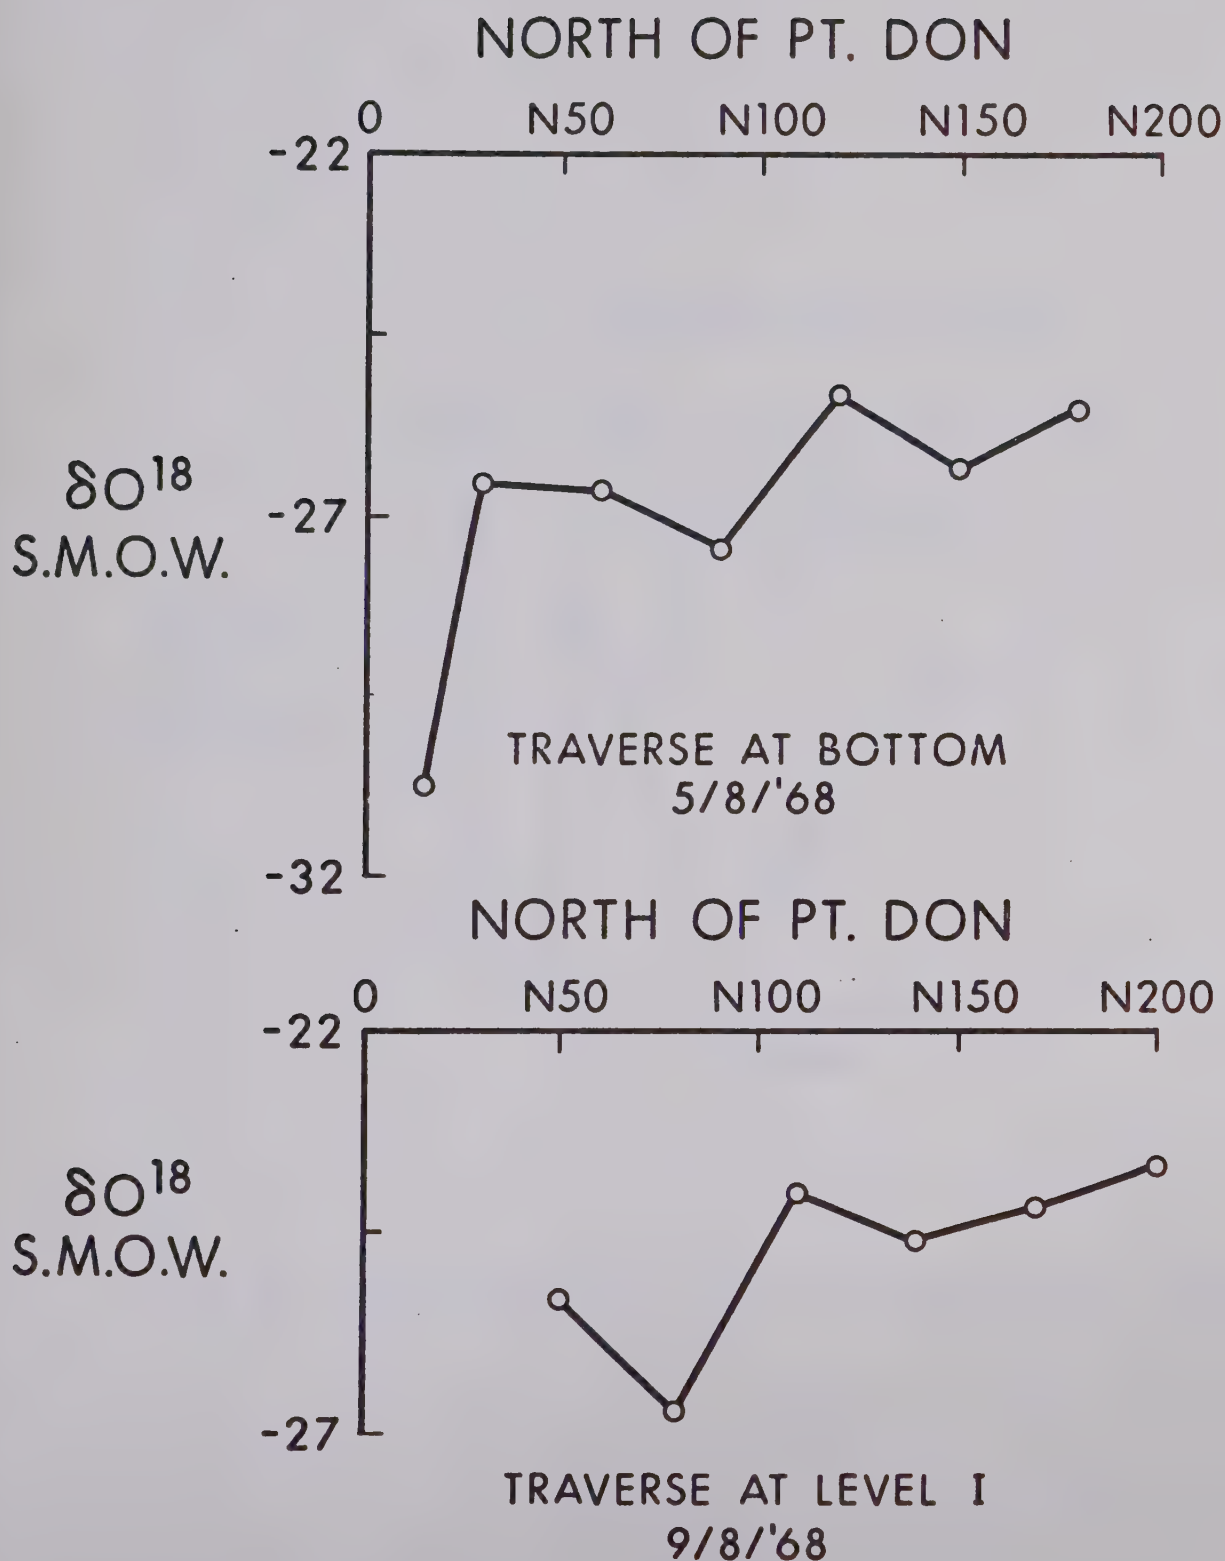 NORTH OF PT. DON
0 N50 N100 N150 N200
-22
δO¹⁸
-27
S.M.O.W.
TRAVERSE AT BOTTOM
5/8/'68
-32
NORTH OF PT. DON
0 N50 N100 N150 N200
-22
δO¹⁸
S.M.O.W.
-27
TRAVERSE AT LEVEL I
9/8/'68